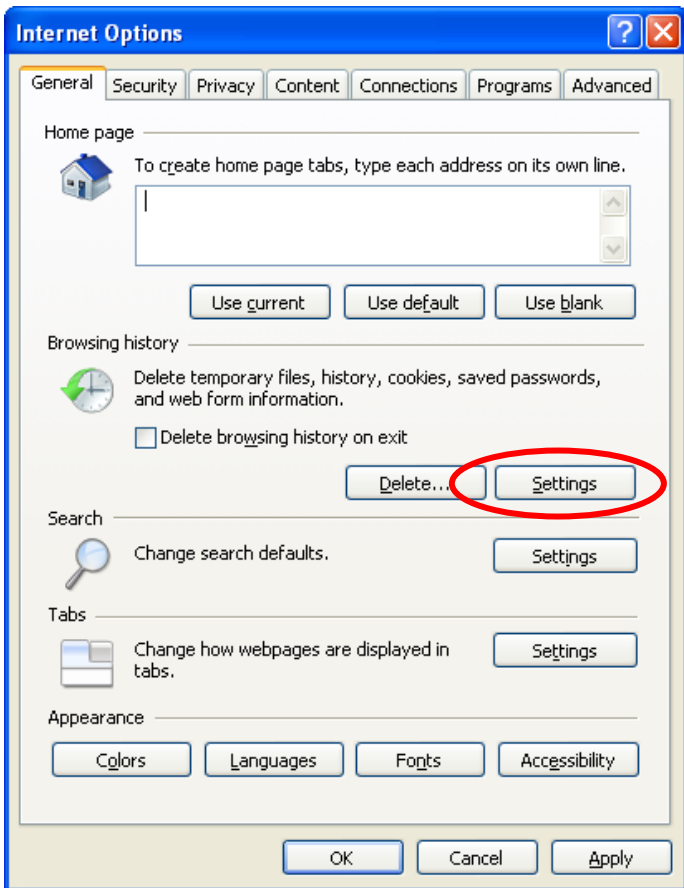 Internet Options
General Security Privacy Content Connections Programs Advanced
Home page
To create home page tabs, type each address on its own line.
Use current Use default Use blank
Browsing history
Delete temporary files, history, cookies, saved passwords,
and web form information.
Delete browsing history on exit
Delete... Settings
Search
Change search defaults. Settings
Tabs
Change how webpages are displayed in Settings
tabs.
Appearance
Colors Languages Fonts Accessibility
OK Cancel Apply